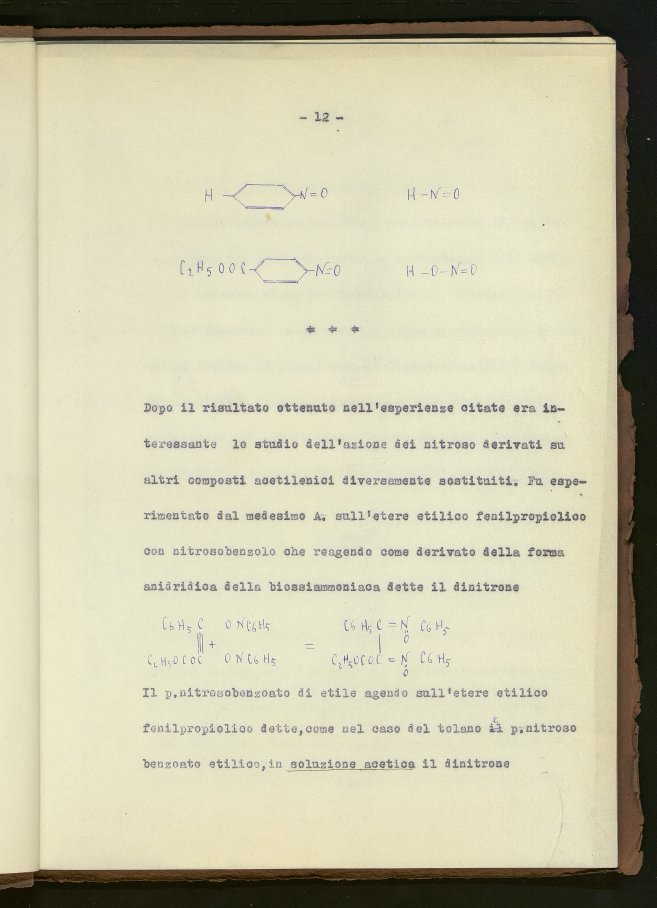 - 12 -
H N=O H-N=O
C2H5OOC N=O H-O-N=O
* * *
Dopo il risultato ottenuto nell'esperienze citate era in-
teressante lo studio dell'azione dei nitroso derivati su
altri composti acetilenici diversamente sostituiti. Fu espe-
rimentato dal medesimo A. sull'etere etilico fenilpropiolico
con nitrosobenzolo che reagendo come derivato della forma
anidridica della biossiammoniaca dette il dinitrone
C6H5C ONC6H5 C6H5C=N C6H5
+ = O
C2H5OCOC ONC6H5 C2H5OCOC=N C6H5
O
Il p.nitrosobenzoato di etile agendo sull'etere etilico
fenilpropiolico dette,come nel caso del tolano e p.nitroso
benzoato etilico,in soluzione acetica il dinitrone